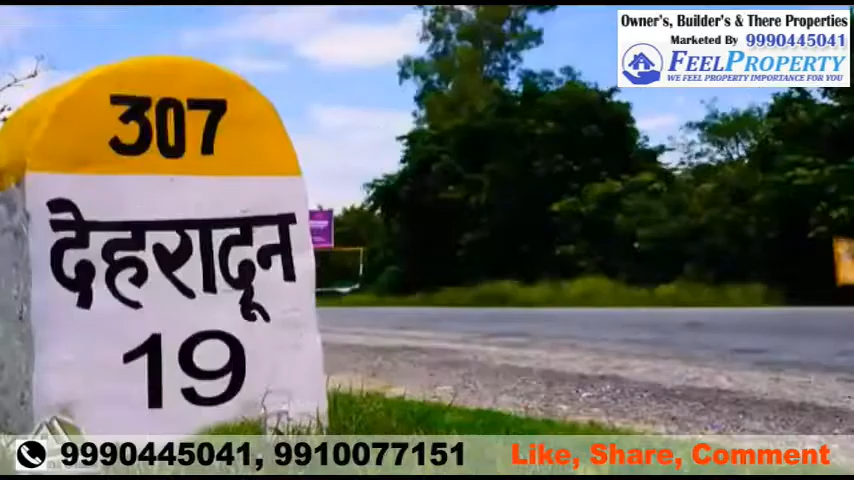 Owner's, Builder's & There Properties
Marketed By 9990445041
FEELPROPERTY
WE FEEL PROPERTY IMPORTANCE FOR YOU
307
देहरादून
19
9990445041, 9910077151
Like, Share, Comment